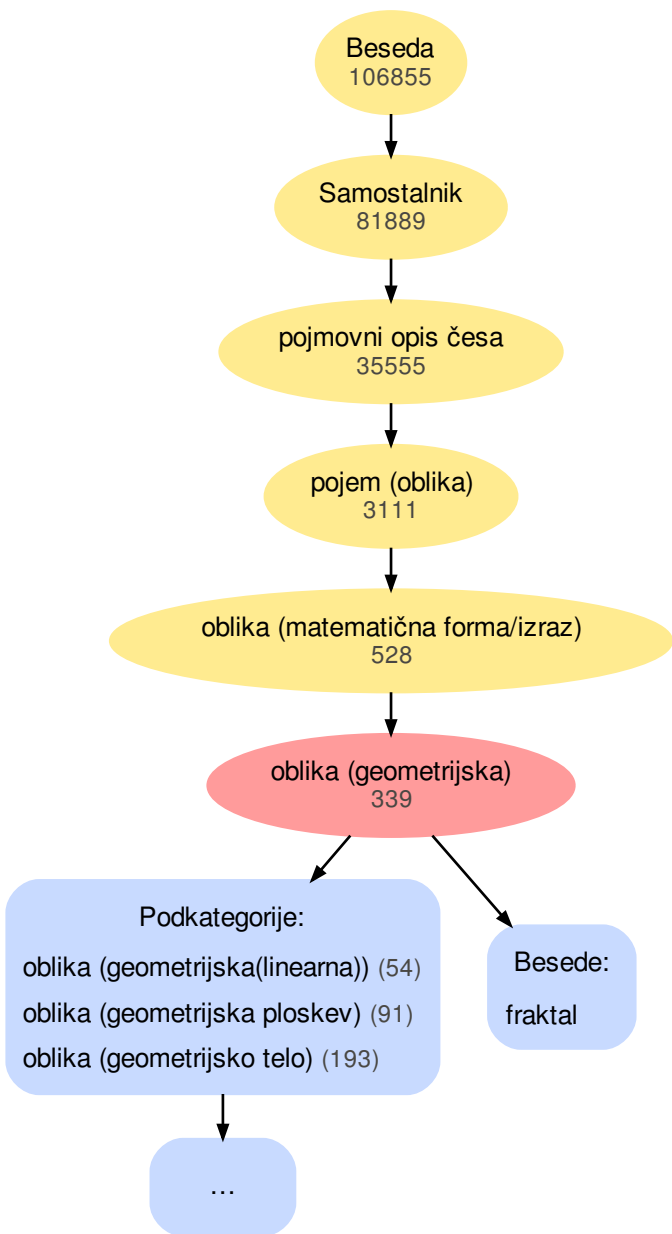 Beseda
106855
Samostalnik
81889
pojmovni opis česa
35555
pojem (oblika)
3111
oblika (matematična forma/izraz)
528
oblika (geometrijska)
339
Podkategorije:
oblika (geometrijska(linearna)) (54)
oblika (geometrijska ploskev) (91)
oblika (geometrijsko telo) (193)
Besede:
fraktal
…